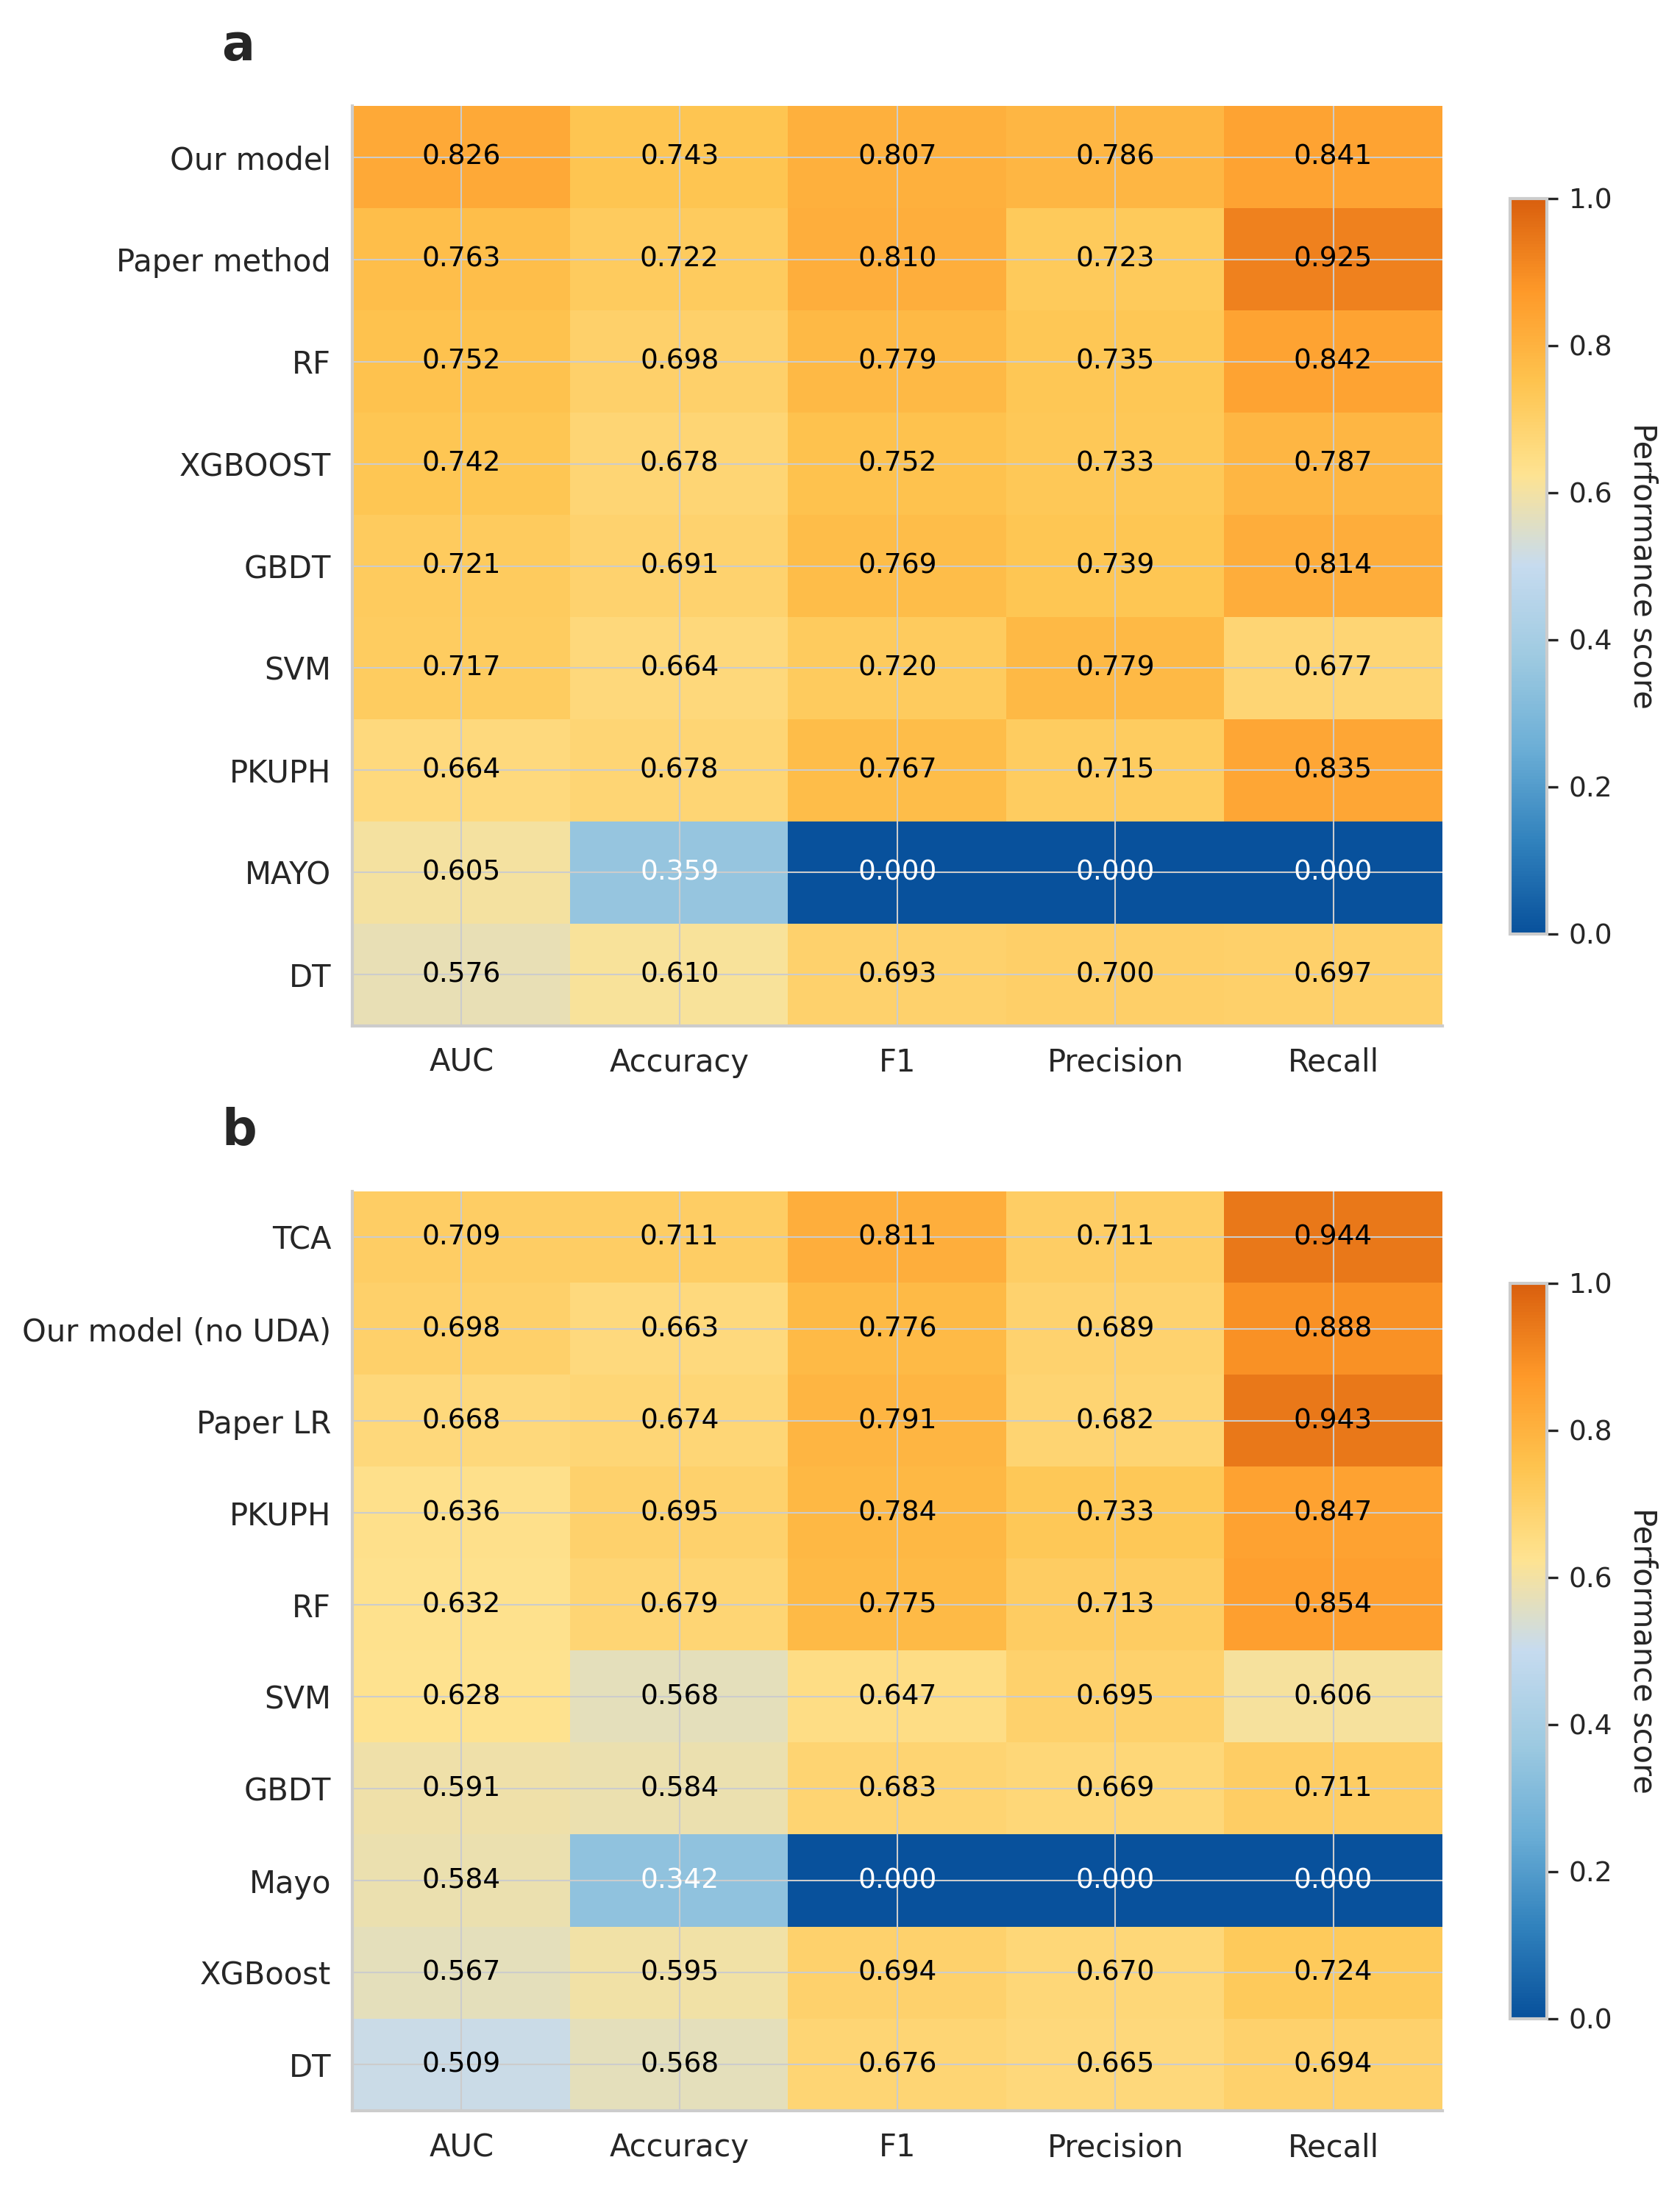 a
Our model 0.826 0.743 0.807 0.786 0.841
Paper method 0.763 0.722 0.810 0.723 0.925
RF 0.752 0.698 0.779 0.735 0.842
XGBOOST 0.742 0.678 0.752 0.733 0.787
GBDT 0.721 0.691 0.769 0.739 0.814
SVM 0.717 0.664 0.720 0.779 0.677
PKUPH 0.664 0.678 0.767 0.715 0.835
MAYO 0.605 0.359 0.000 0.000 0.000
DT 0.576 0.610 0.693 0.700 0.697
AUC Accuracy F1 Precision Recall
1.0
0.8
0.6
0.4
0.2
0.0
Performance score
b
TCA 0.709 0.711 0.811 0.711 0.944
Our model (no UDA) 0.698 0.663 0.776 0.689 0.888
Paper LR 0.668 0.674 0.791 0.682 0.943
PKUPH 0.636 0.695 0.784 0.733 0.847
RF 0.632 0.679 0.775 0.713 0.854
SVM 0.628 0.568 0.647 0.695 0.606
GBDT 0.591 0.584 0.683 0.669 0.711
Mayo 0.584 0.342 0.000 0.000 0.000
XGBoost 0.567 0.595 0.694 0.670 0.724
DT 0.509 0.568 0.676 0.665 0.694
AUC Accuracy F1 Precision Recall
1.0
0.8
0.6
0.4
0.2
0.0
Performance score